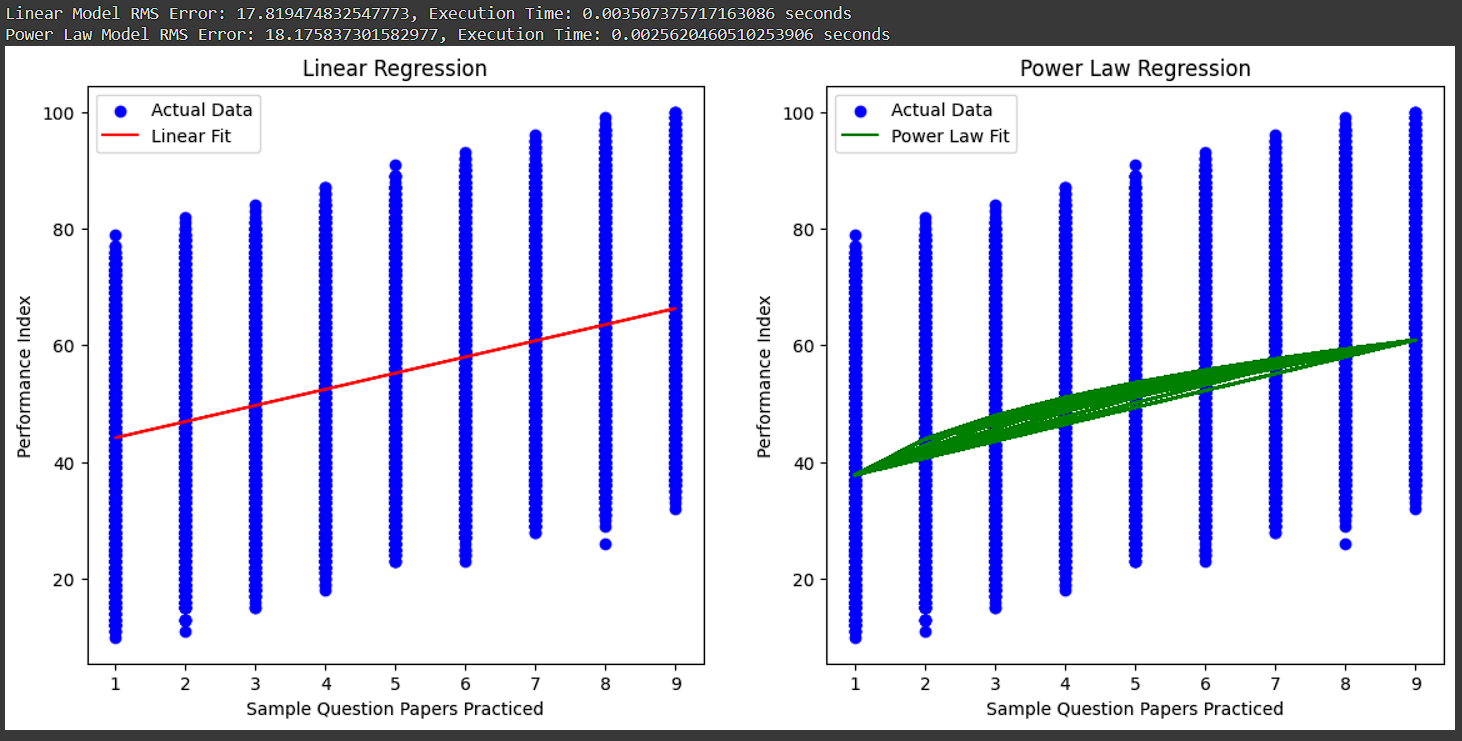 Linear Model RMS Error: 17.819474832547773, Execution Time: 0.003507375717163086 seconds
Power Law Model RMS Error: 18.175837301582977, Execution Time: 0.0025620460510253906 seconds
Linear Regression
Actual Data
Linear Fit
100
80
60
40
20
Performance Index
1 2 3 4 5 6 7 8 9
Sample Question Papers Practiced
Power Law Regression
Actual Data
Power Law Fit
100
80
60
40
20
Performance Index
1 2 3 4 5 6 7 8 9
Sample Question Papers Practiced